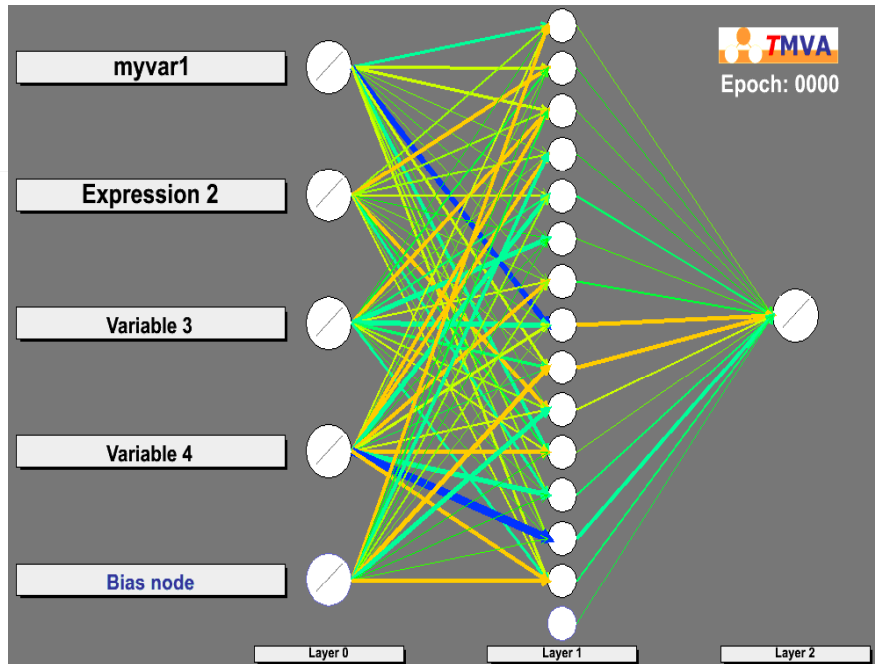 myvar1
TMVA
Epoch: 0000
Expression 2
Variable 3
Variable 4
Bias node
Layer 0
Layer 1
Layer 2